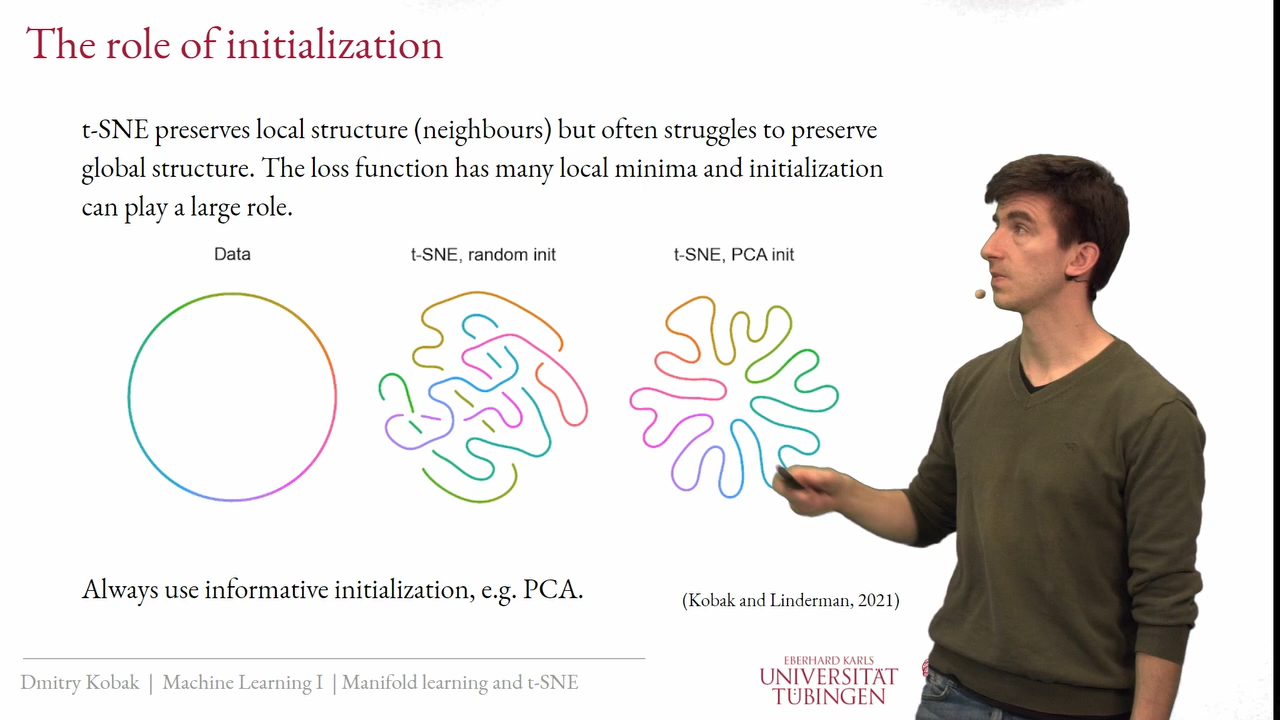 The role of initialization
t-SNE preserves local structure (neighbours) but often struggles to preserve
global structure. The loss function has many local minima and initialization
can play a large role.
Data
t-SNE, random init
t-SNE, PCA init
Always use informative initialization, e.g. PCA.
(Kobak and Linderman, 2021)
Dmitry Kobak | Machine Learning I | Manifold learning and t-SNE
EBERHARD KARLS
UNIVERSITÄT
TÜBINGEN